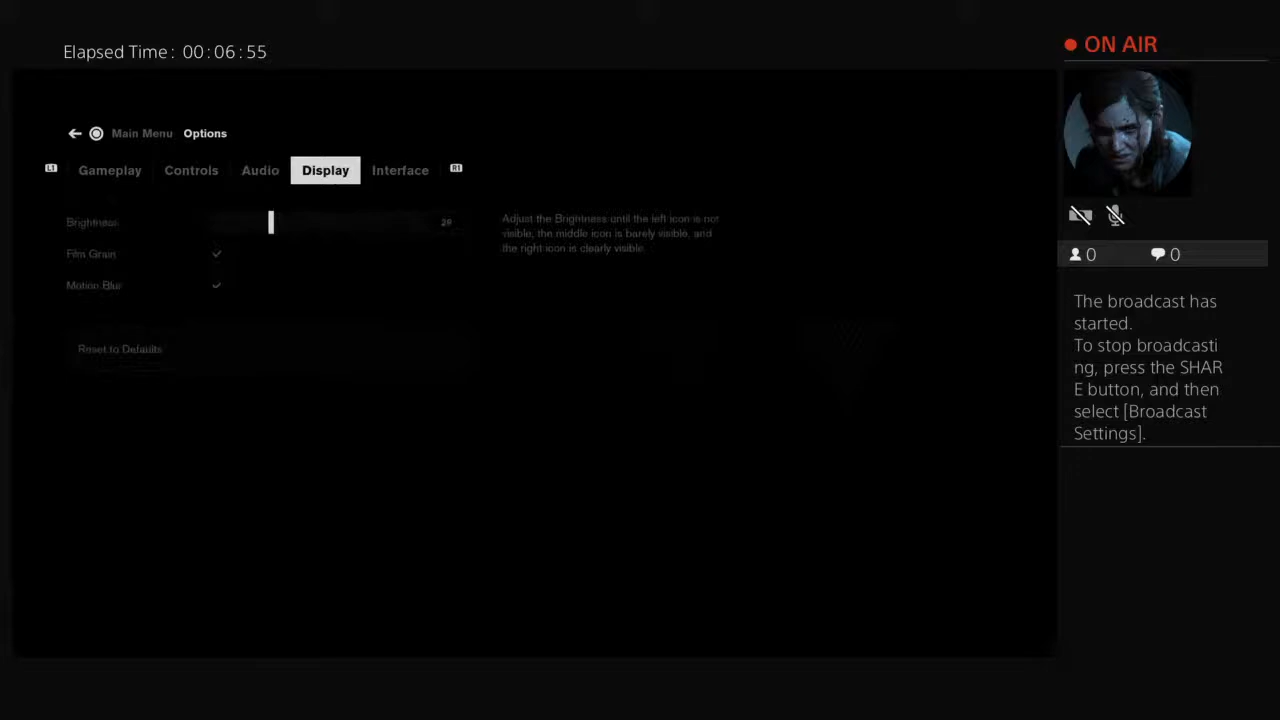 Elapsed Time: 00:06:55
ON AIR
Main Menu Options
L1 Gameplay Controls Audio Display Interface R1
Brightness
Film Grain
Motion Blur
Reset to Defaults
Adjust the Brightness until the left icon is not
visible, the middle icon is barely visible, and
the right icon is clearly visible.
0 0
The broadcast has
started.
To stop broadcasti
ng, press the SHAR
E button, and then
select [Broadcast
Settings].